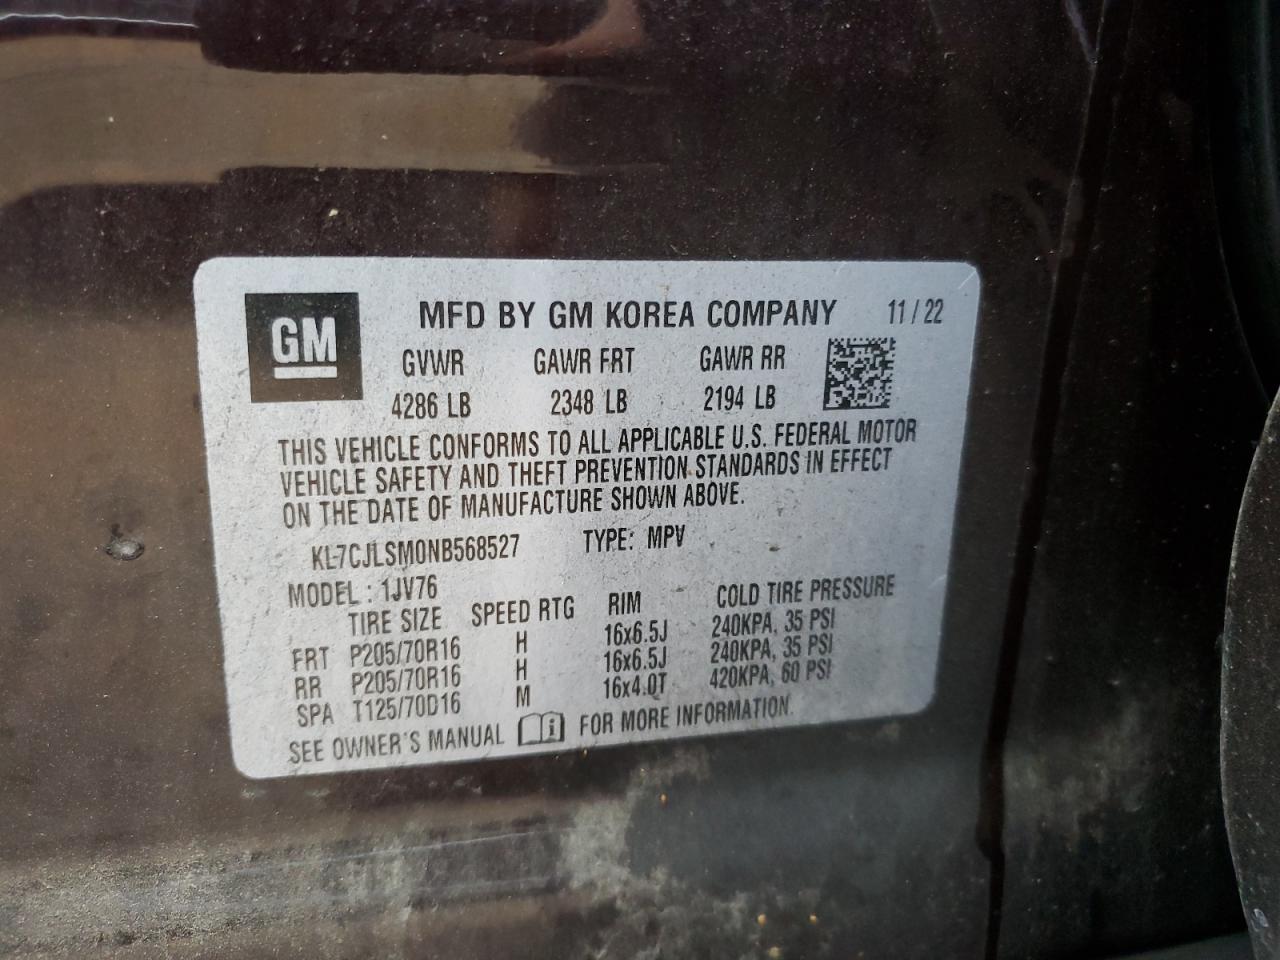 GM
MFD BY GM KOREA COMPANY 11/22
GVWR GAWR FRT GAWR RR
4286 LB 2348 LB 2194 LB
THIS VEHICLE CONFORMS TO ALL APPLICABLE U.S. FEDERAL MOTOR
VEHICLE SAFETY AND THEFT PREVENTION STANDARDS IN EFFECT
ON THE DATE OF MANUFACTURE SHOWN ABOVE.
KL7CJLSM0NB568527 TYPE: MPV
MODEL : 1JV76
TIRE SIZE SPEED RTG RIM COLD TIRE PRESSURE
FRT P205/70R16 H 16x6.5J 240KPA, 35 PSI
RR P205/70R16 H 16x6.5J 240KPA, 35 PSI
SPA T125/70D16 M 16x4.0T 420KPA, 60 PSI
SEE OWNER'S MANUAL i FOR MORE INFORMATION.